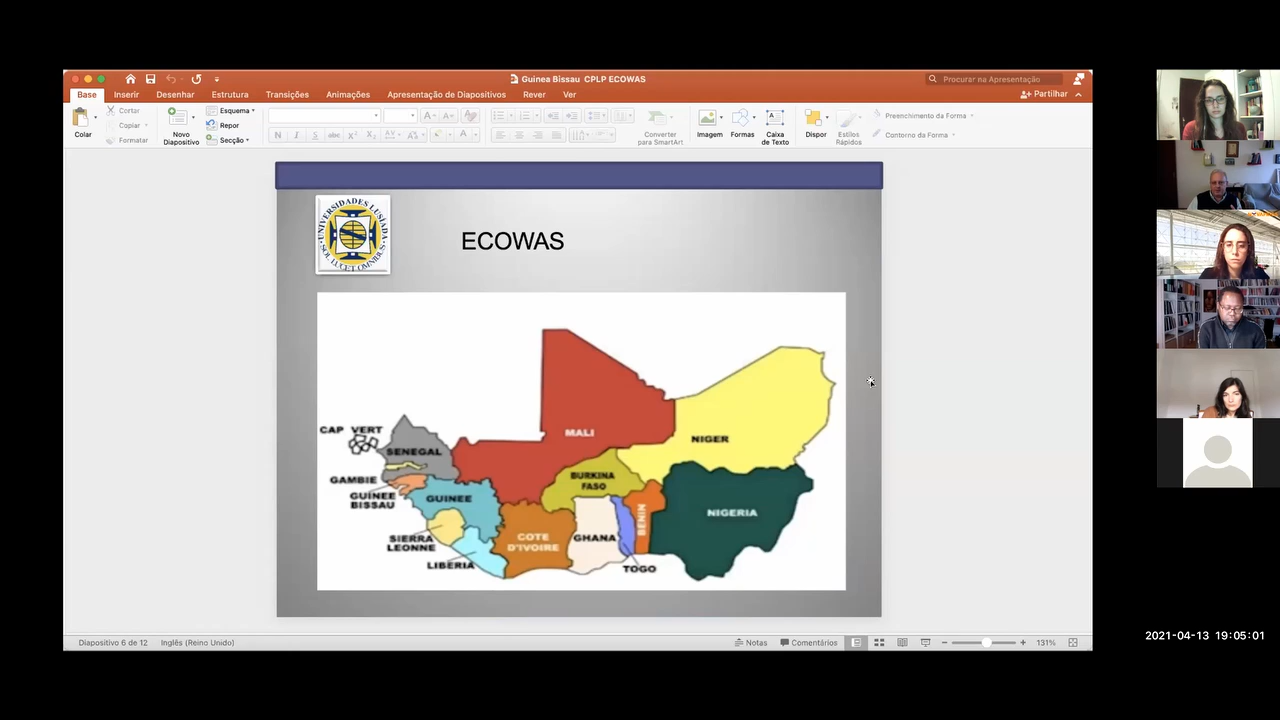 Guinea Bissau CPLP ECOWAS
Procurar na Apresentação
Base Inserir Desenhar Estrutura Transições Animações Apresentação de Diapositivos Rever Ver
Partilhar
Colar
Cortar
Copiar
Formatar
Novo
Diapositivo
Esquema
Repor
Secção
Converter
para SmartArt
Imagem
Formas
Caixa
de Texto
Dispor
Estilos
Rápidos
Preenchimento da Forma
Contorno da Forma
UNIVERSIDADES LUSÍADA
SOL LUCET OMNIBUS
ECOWAS
CAP VERT
SENEGAL
GAMBIE
GUINEE
BISSAU
GUINEE
SIERRA
LEONNE
LIBERIA
MALI
BURKINA
FASO
COTE
D'IVOIRE
GHANA
TOGO
BENIN
NIGER
NIGERIA
Diapositivo 6 de 12 Inglês (Reino Unido)
Notas Comentários 131%
2021-04-13 19:05:01